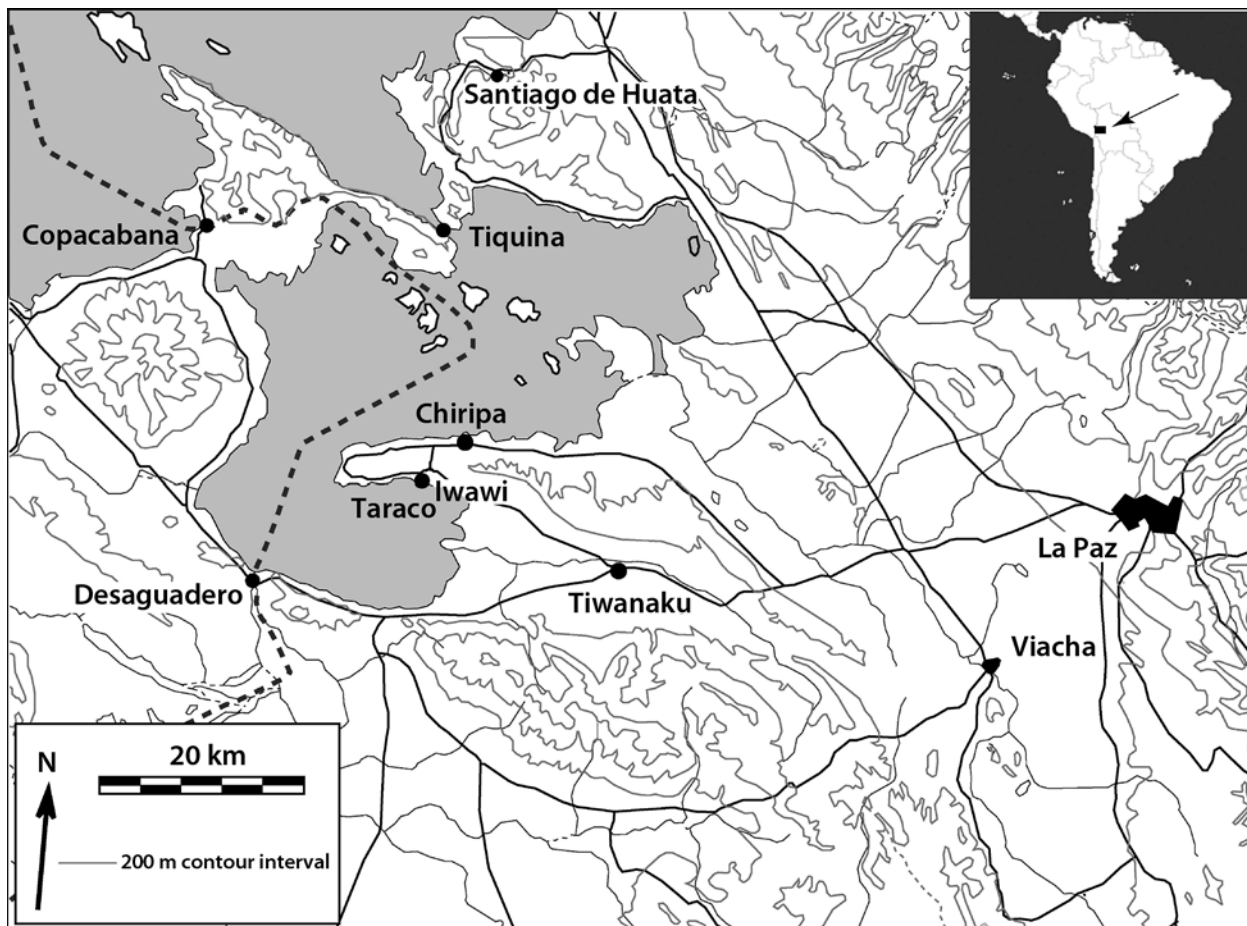 Santiago de Huata
Copacabana
Tiquina
Chiripa
Taraco
Iwawi
La Paz
Desaguadero
Tiwanaku
Viacha
N
20 km
200 m contour interval